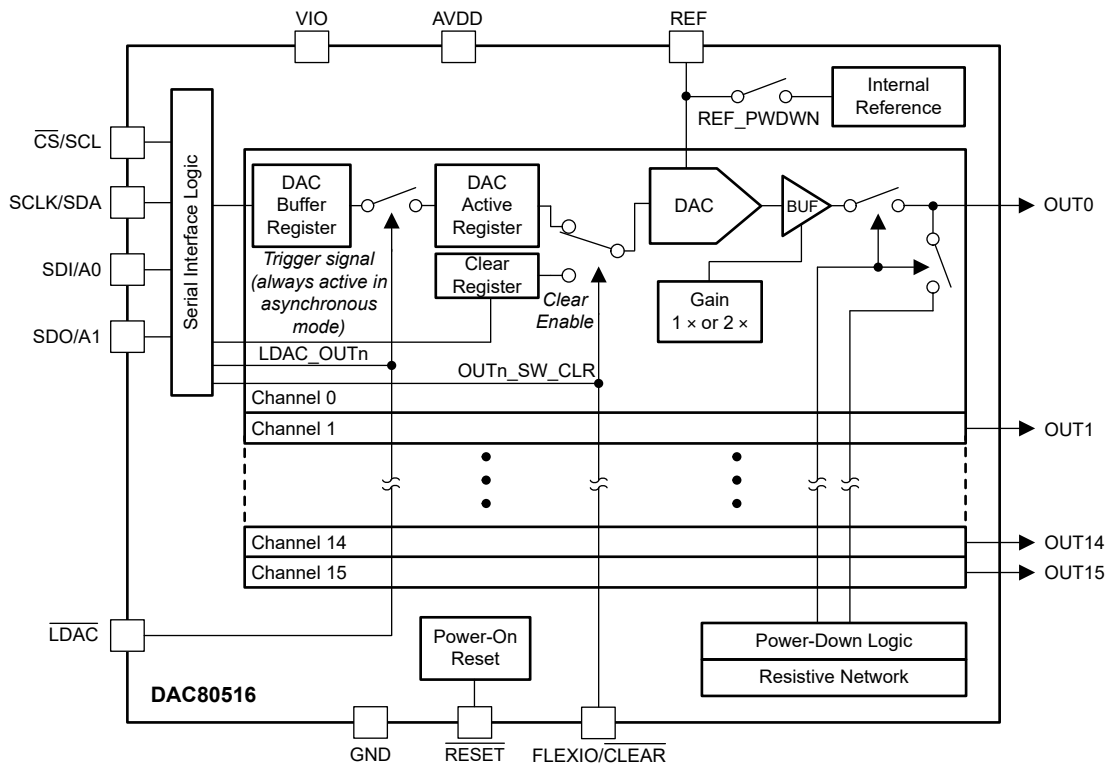 VIO
AVDD
REF
Internal
Reference
REF_PWDWN
CS/SCL
SCLK/SDA
SDI/A0
SDO/A1
Serial Interface Logic
DAC
Buffer
Register
Trigger signal
(always active in
asynchronous
mode)
DAC
Active
Register
Clear
Register
Clear
Enable
DAC
BUF
Gain
1 × or 2 ×
OUT0
LDAC_OUTn
OUTn_SW_CLR
Channel 0
Channel 1
OUT1
Channel 14
OUT14
Channel 15
OUT15
LDAC
Power-On
Reset
Power-Down Logic
Resistive Network
DAC80516
GND
RESET
FLEXIO/CLEAR